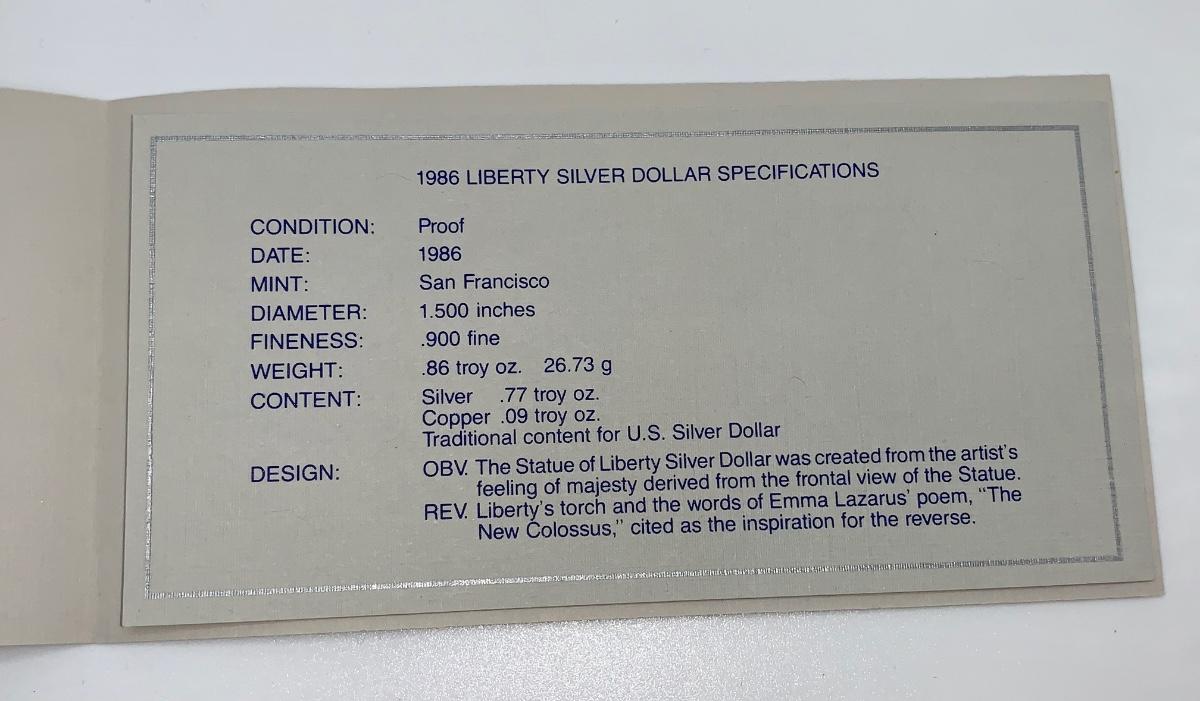 1986 LIBERTY SILVER DOLLAR SPECIFICATIONS
CONDITION: Proof
DATE: 1986
MINT: San Francisco
DIAMETER: 1.500 inches
FINENESS: .900 fine
WEIGHT: .86 troy oz. 26.73 g
CONTENT: Silver .77 troy oz.
Copper .09 troy oz.
Traditional content for U.S. Silver Dollar
DESIGN: OBV. The Statue of Liberty Silver Dollar was created from the artist's
feeling of majesty derived from the frontal view of the Statue.
REV. Liberty's torch and the words of Emma Lazarus' poem, "The
New Colossus," cited as the inspiration for the reverse.